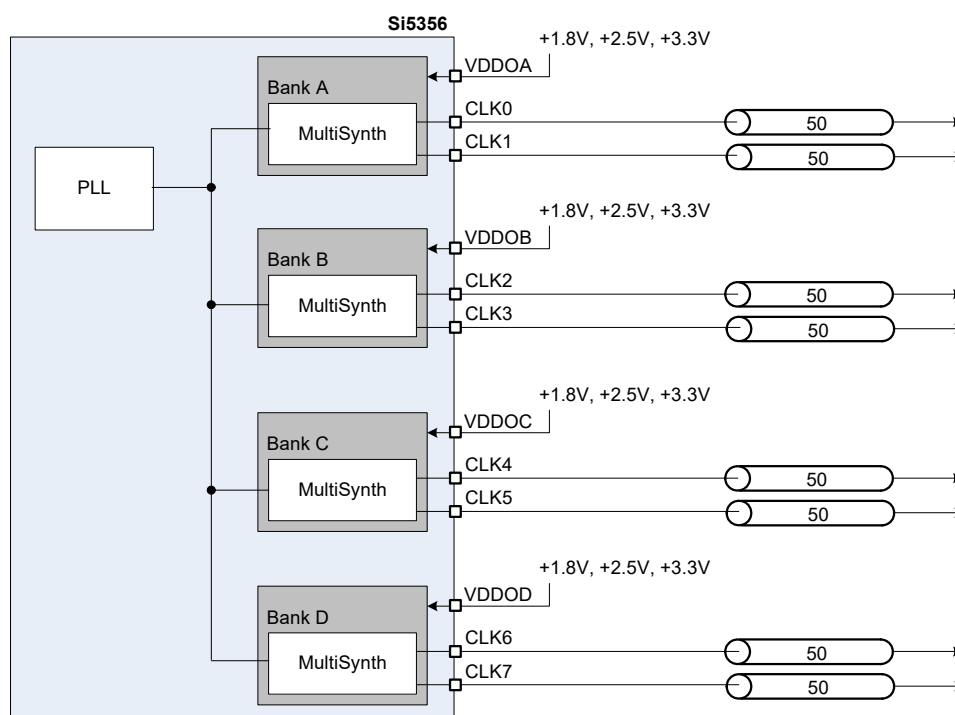 Si5356
+1.8V, +2.5V, +3.3V
VDDOA
Bank A
CLK0
50
MultiSynth
CLK1
50
PLL
+1.8V, +2.5V, +3.3V
VDDOB
Bank B
CLK2
50
MultiSynth
CLK3
50
+1.8V, +2.5V, +3.3V
VDDOC
Bank C
CLK4
50
MultiSynth
CLK5
50
+1.8V, +2.5V, +3.3V
VDDOD
Bank D
CLK6
50
MultiSynth
CLK7
50